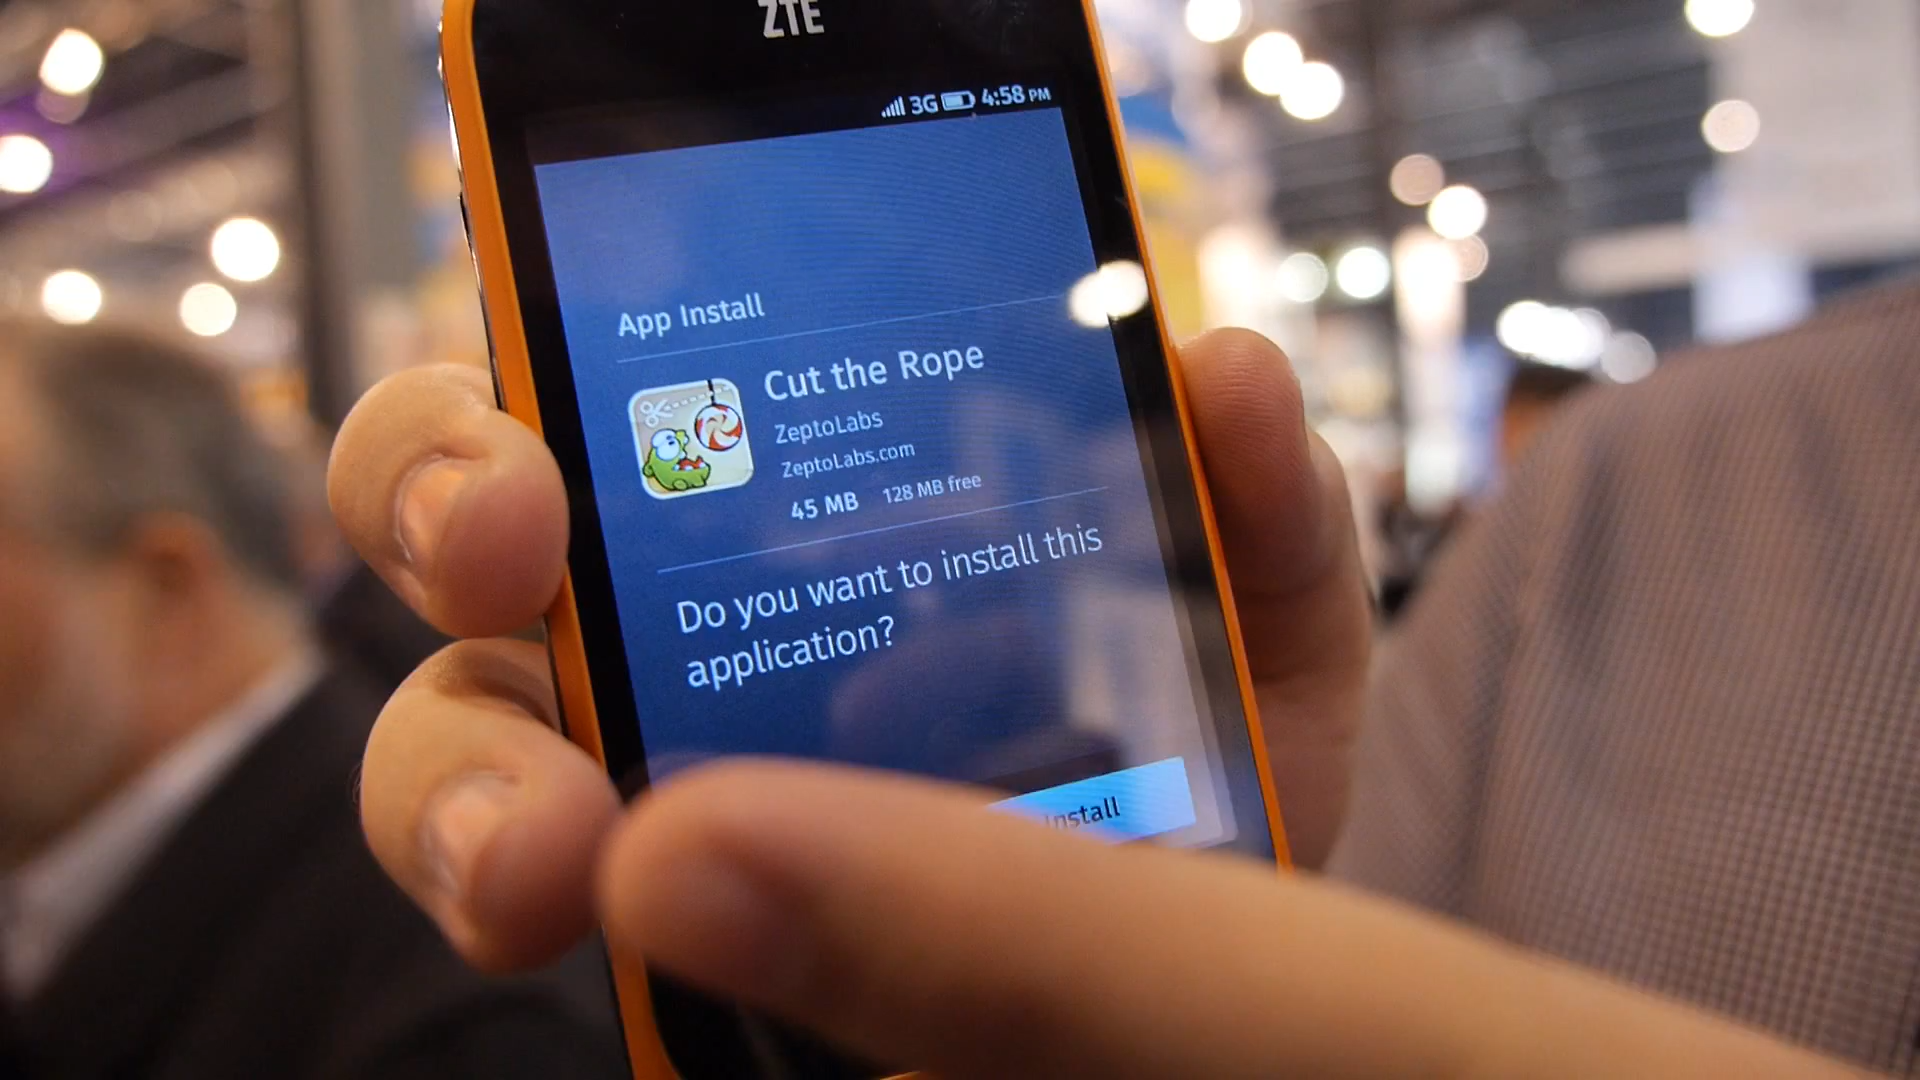 ZTE
3G 4:58 PM
App Install
Cut the Rope
ZeptoLabs
ZeptoLabs.com
45 MB 128 MB free
Do you want to install this
application?
Install